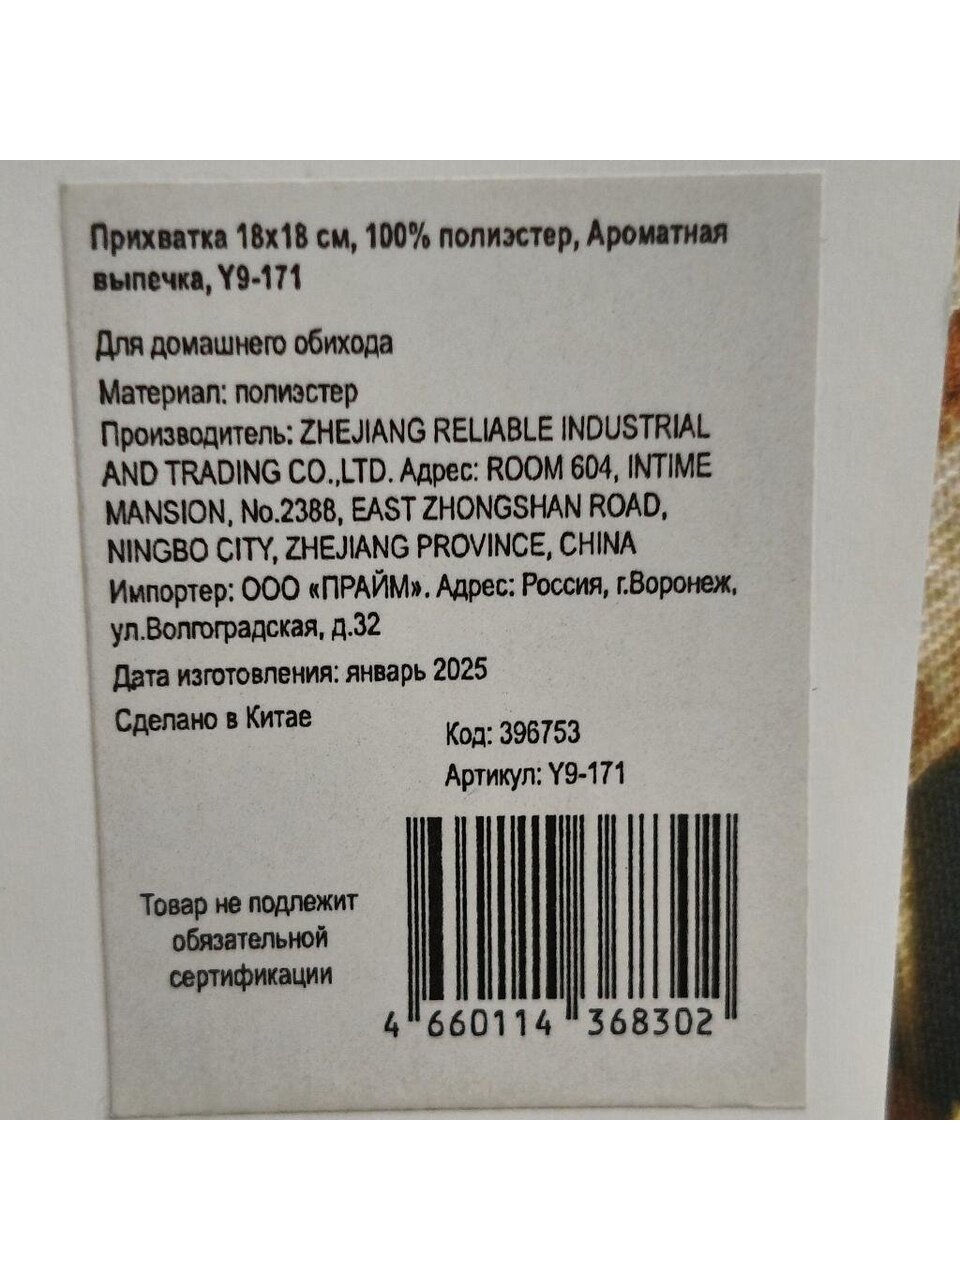 Прихватка 18х18 см, 100% полиэстер, Ароматная
выпечка, Y9-171
Для домашнего обихода
Материал: полиэстер
Производитель: ZHEJIANG RELIABLE INDUSTRIAL
AND TRADING CO.,LTD. Адрес: ROOM 604, INTIME
MANSION, No.2388, EAST ZHONGSHAN ROAD,
NINGBO CITY, ZHEJIANG PROVINCE, CHINA
Импортер: ООО «ПРАЙМ». Адрес: Россия, г.Воронеж,
ул.Волгоградская, д.32
Дата изготовления: январь 2025
Сделано в Китае
Код: 396753
Артикул: Y9-171
Товар не подлежит
обязательной
сертификации
4 660114 368302